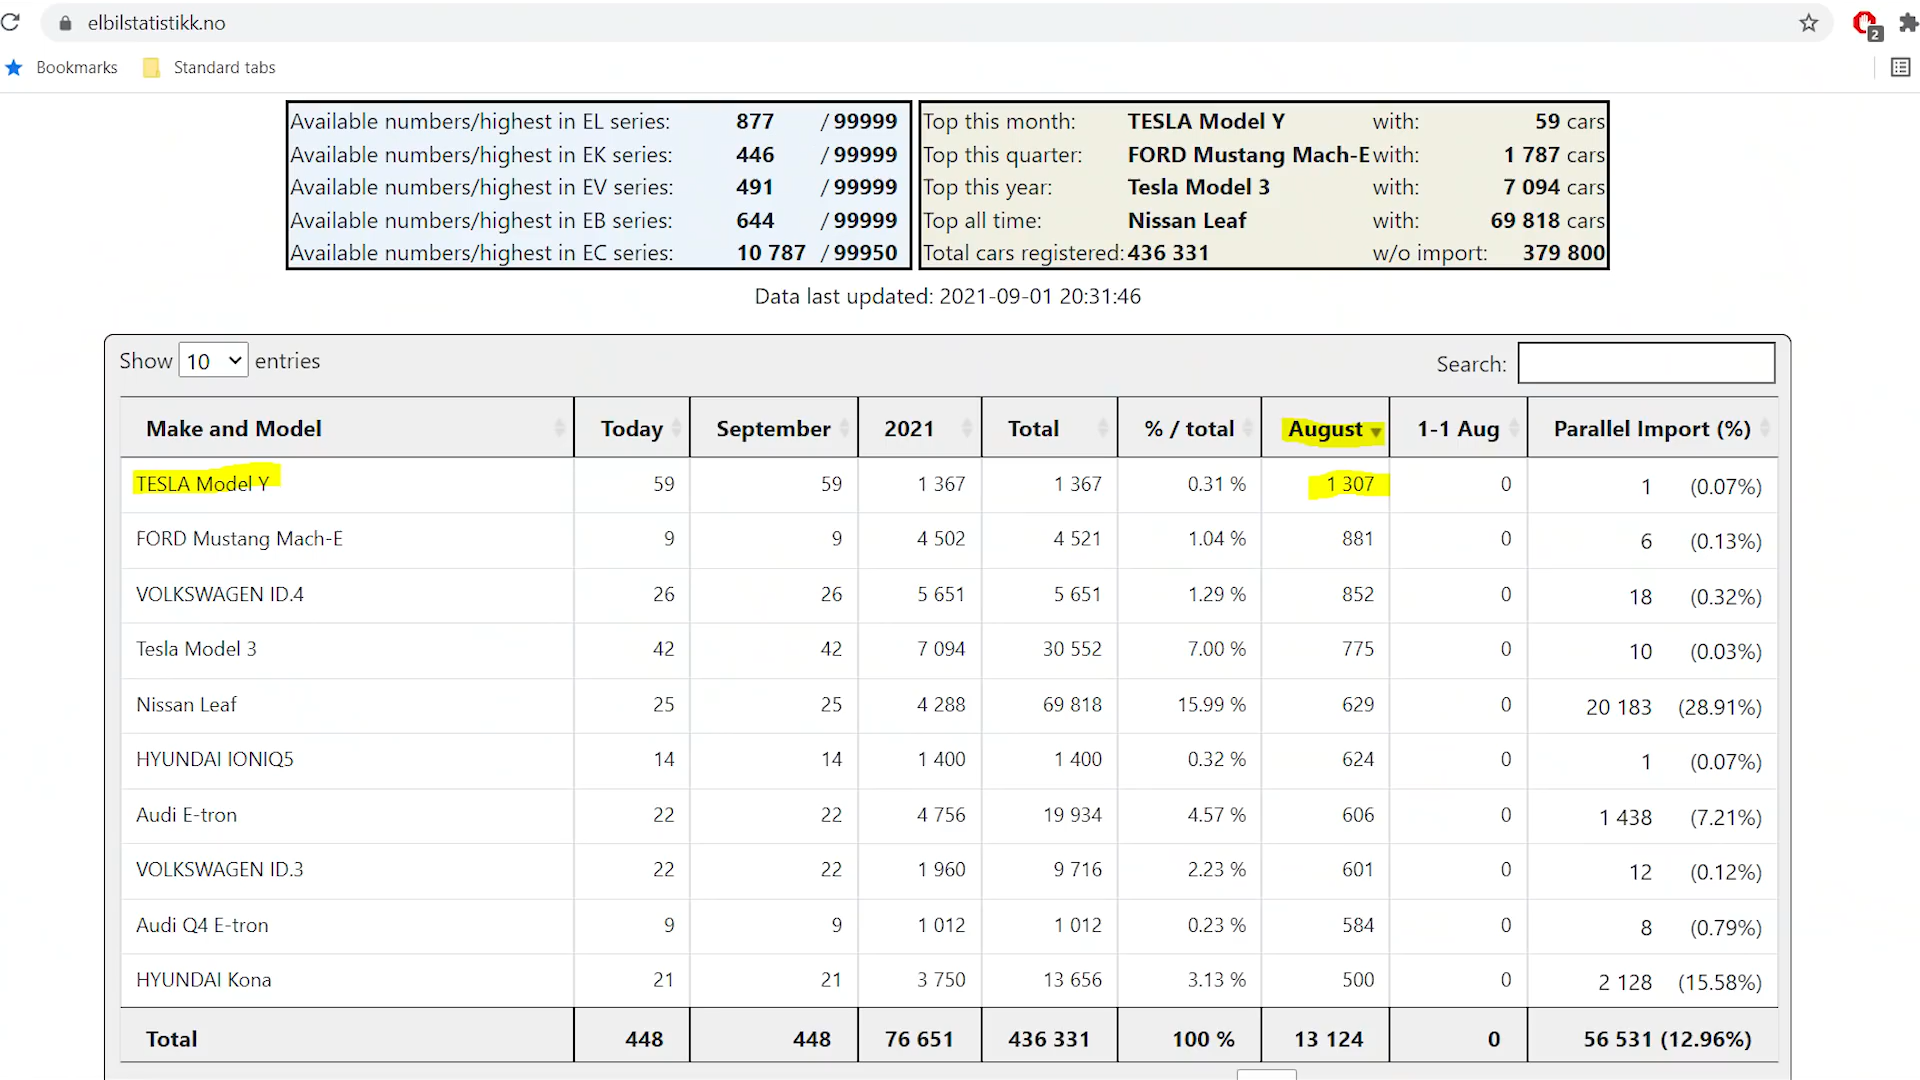 elbilstatistikk.no
2
Bookmarks Standard tabs
Available numbers/highest in EL series: 877 / 99999
Available numbers/highest in EK series: 446 / 99999
Available numbers/highest in EV series: 491 / 99999
Available numbers/highest in EB series: 644 / 99999
Available numbers/highest in EC series: 10 787 / 99950
Top this month: TESLA Model Y with: 59 cars
Top this quarter: FORD Mustang Mach-E with: 1 787 cars
Top this year: Tesla Model 3 with: 7 094 cars
Top all time: Nissan Leaf with: 69 818 cars
Total cars registered: 436 331 w/o import: 379 800
Data last updated: 2021-09-01 20:31:46
Show 10 entries Search:
Make and Model Today September 2021 Total % / total August 1-1 Aug Parallel Import (%)
TESLA Model Y 59 59 1 367 1 367 0.31 % 1 307 0 1 (0.07%)
FORD Mustang Mach-E 9 9 4 502 4 521 1.04 % 881 0 6 (0.13%)
VOLKSWAGEN ID.4 26 26 5 651 5 651 1.29 % 852 0 18 (0.32%)
Tesla Model 3 42 42 7 094 30 552 7.00 % 775 0 10 (0.03%)
Nissan Leaf 25 25 4 288 69 818 15.99 % 629 0 20 183 (28.91%)
HYUNDAI IONIQ5 14 14 1 400 1 400 0.32 % 624 0 1 (0.07%)
Audi E-tron 22 22 4 756 19 934 4.57 % 606 0 1 438 (7.21%)
VOLKSWAGEN ID.3 22 22 1 960 9 716 2.23 % 601 0 12 (0.12%)
Audi Q4 E-tron 9 9 1 012 1 012 0.23 % 584 0 8 (0.79%)
HYUNDAI Kona 21 21 3 750 13 656 3.13 % 500 0 2 128 (15.58%)
Total 448 448 76 651 436 331 100 % 13 124 0 56 531 (12.96%)